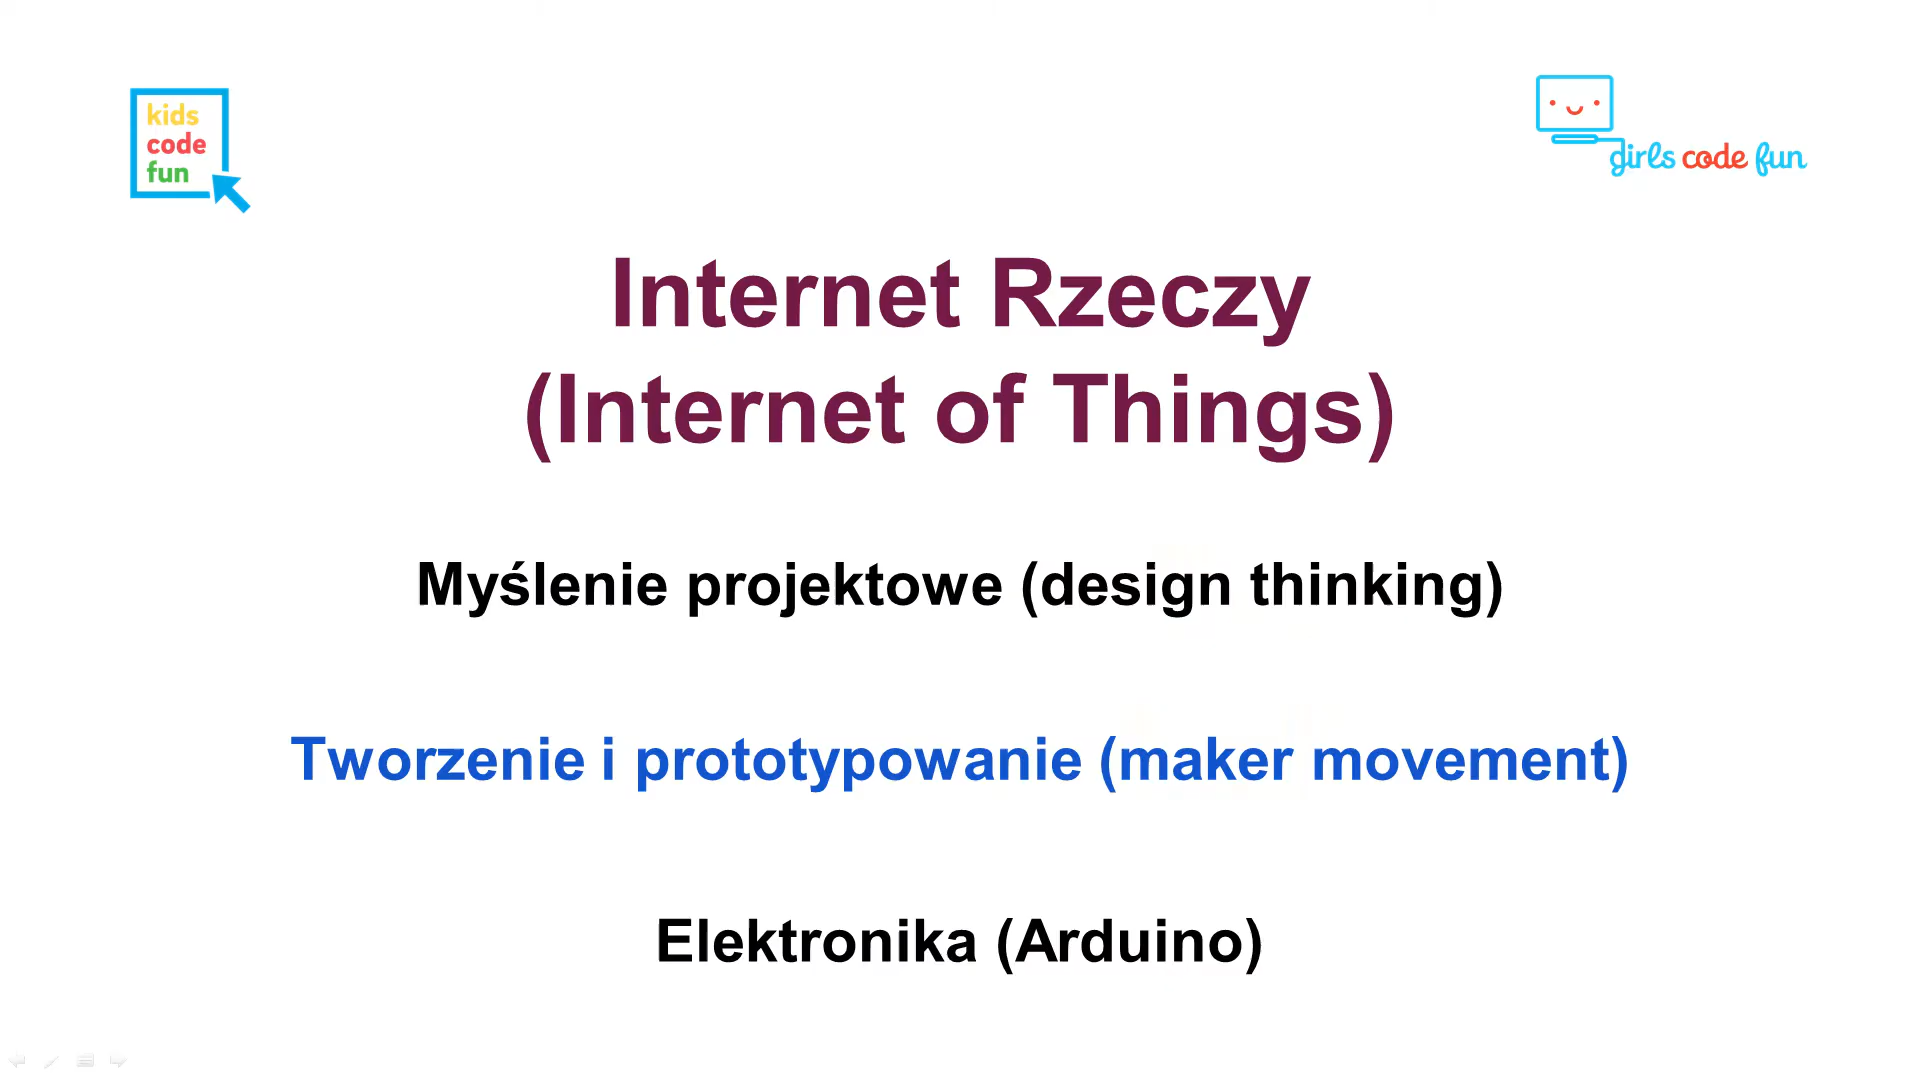 kids
code
fun
girls code fun
Internet Rzeczy
(Internet of Things)
Myślenie projektowe (design thinking)
Tworzenie i prototypowanie (maker movement)
Elektronika (Arduino)